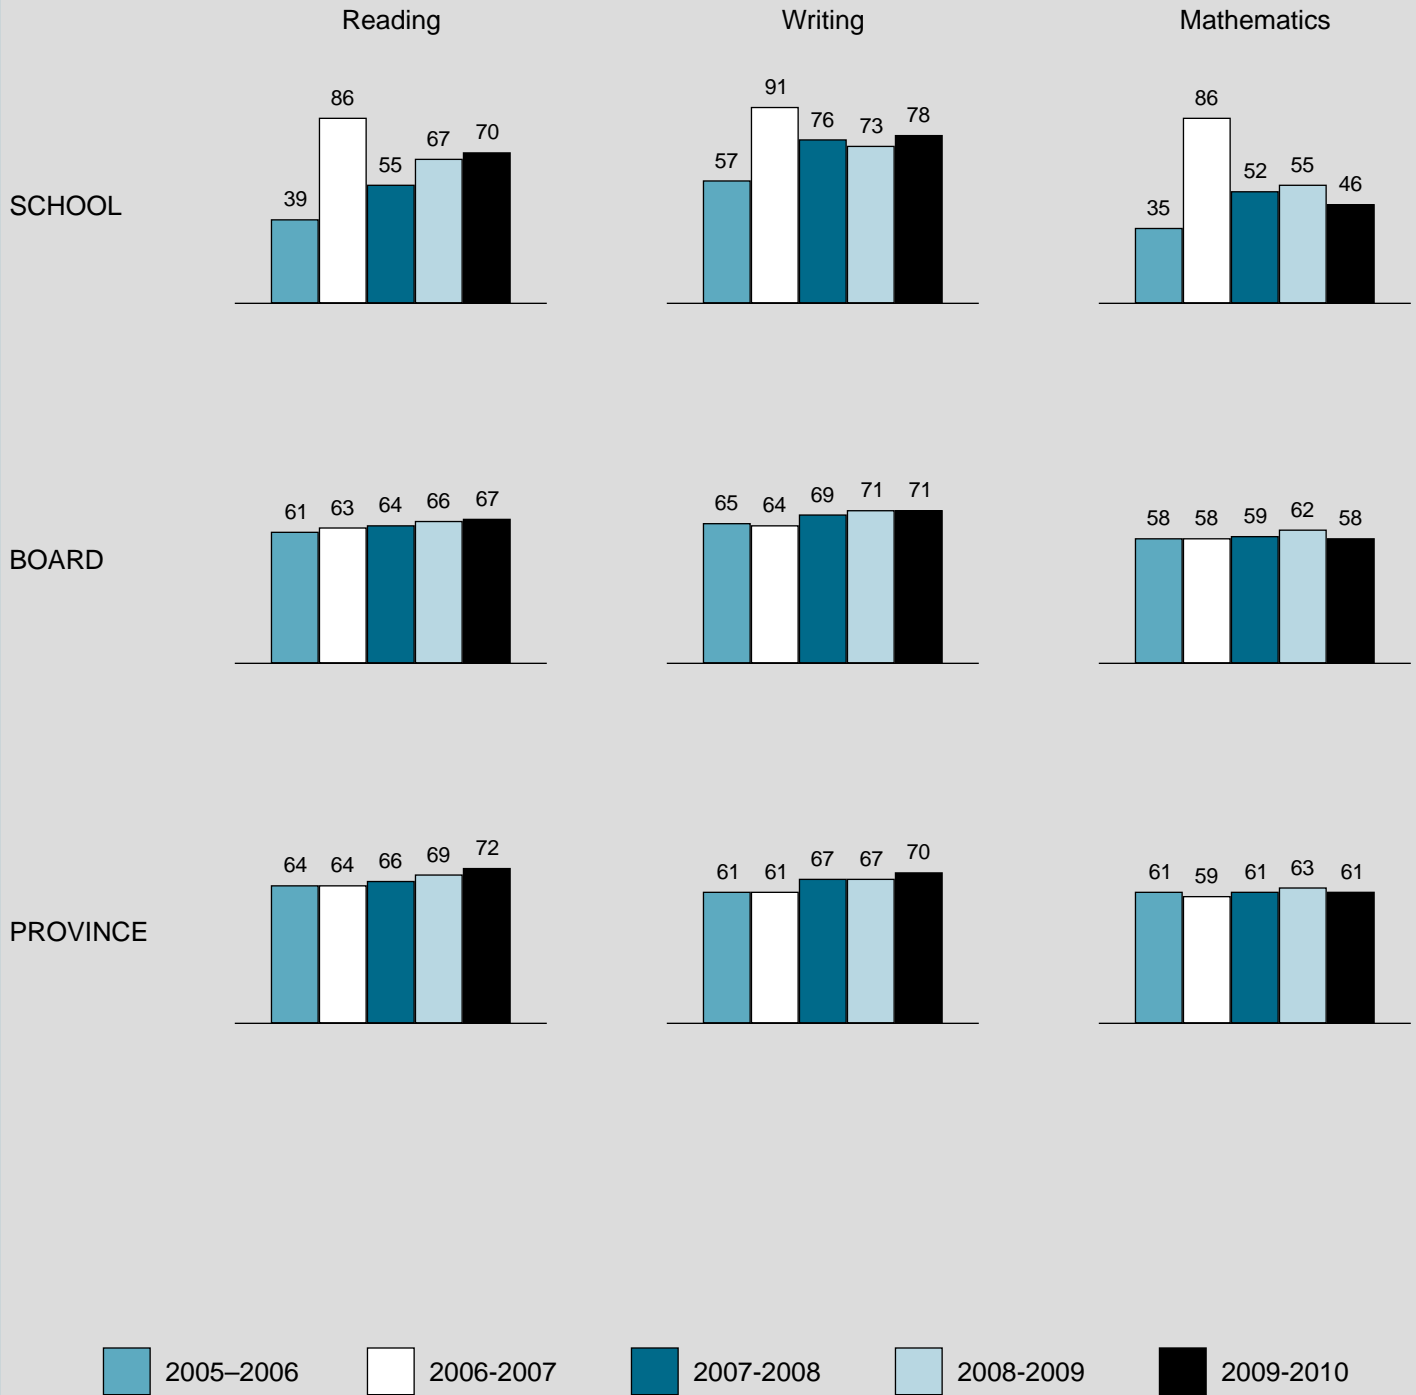 Reading Writing Mathematics
SCHOOL
39 86 55 67 70
57 91 76 73 78
35 86 52 55 46
BOARD
61 63 64 66 67
65 64 69 71 71
58 58 59 62 58
PROVINCE
64 64 66 69 72
61 61 67 67 70
61 59 61 63 61
2005–2006 2006-2007 2007-2008 2008-2009 2009-2010